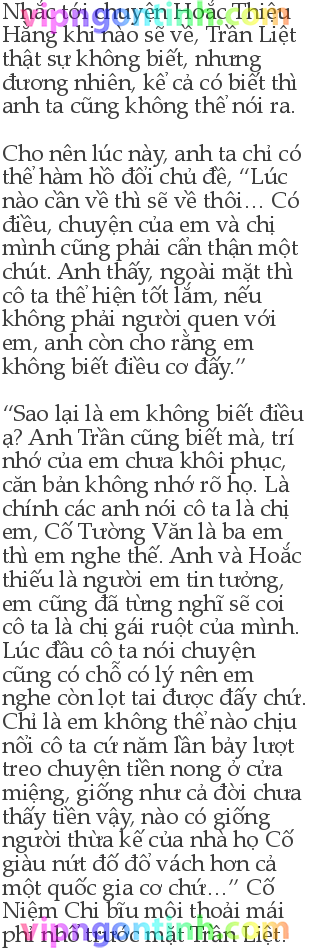 Nhắc tới chuyện Hoắc Thiệu
Hằng khi nào sẽ về, Trần Liệt
thật sự không biết, nhưng
đương nhiên, kể cả có biết thì
anh ta cũng không thể nói ra.
Cho nên lúc này, anh ta chỉ có
thể hàm hồ đổi chủ đề, “Lúc
nào cần về thì sẽ về thôi... Có
điều, chuyện của em và chị
mình cũng phải cẩn thận một
chút. Anh thấy, ngoài mặt thì
cô ta thể hiện tốt lắm, nếu
không phải người quen với
em, anh còn cho rằng em
không biết điều cơ đấy.”
“Sao lại là em không biết điều
ạ? Anh Trần cũng biết mà, trí
nhớ của em chưa khôi phục,
căn bản không nhớ rõ họ. Là
chính các anh nói cô ta là chị
em, Cố Tường Văn là ba em
thì em nghe thế. Anh và Hoắc
thiếu là người em tin tưởng,
em cũng đã từng nghĩ sẽ coi
cô ta là chị gái ruột của mình.
Lúc đầu cô ta nói chuyện
cũng có chỗ có lý nên em
nghe còn lọt tai được đấy chứ.
Chỉ là em không thể nào chịu
nổi cô ta cứ năm lần bảy lượt
treo chuyện tiền nong ở cửa
miệng, giống như cả đời chưa
thấy tiền vậy, nào có giống
người thừa kế của nhà họ Cố
giàu nứt đố đổ vách hơn cả
một quốc gia cơ chứ...” Cố
Niệm Chi bĩu môi thoải mái
phỉ nhổ trước mặt Trần Liệt.
vipngontinh.com
vipngontinh.com